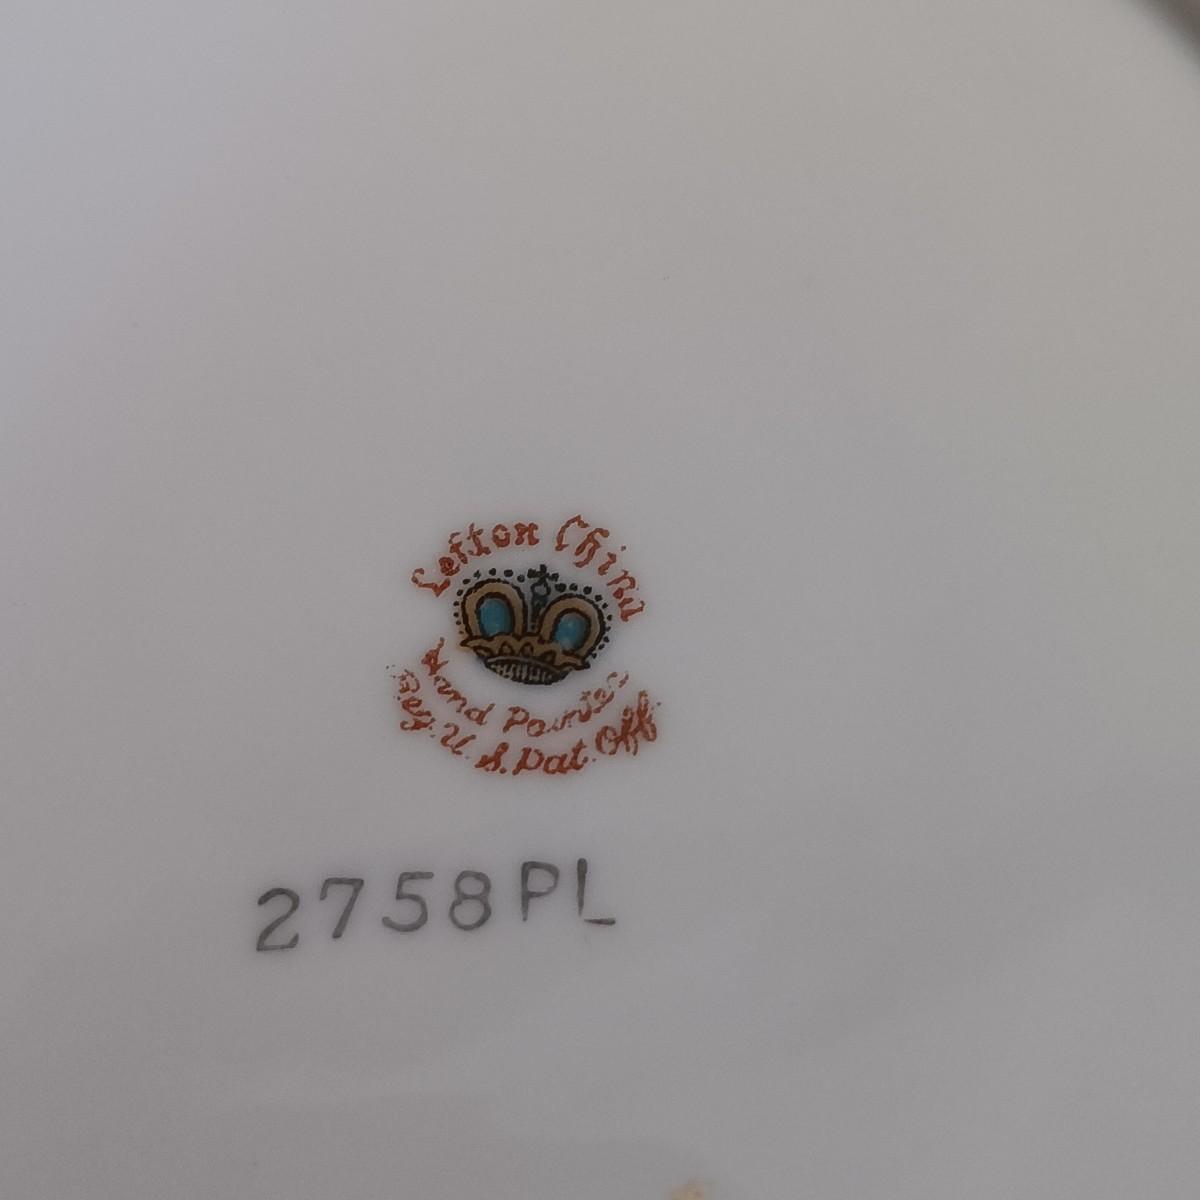 Lefton China
Hand Painted
Reg. U. S. Pat. Off.
2758PL